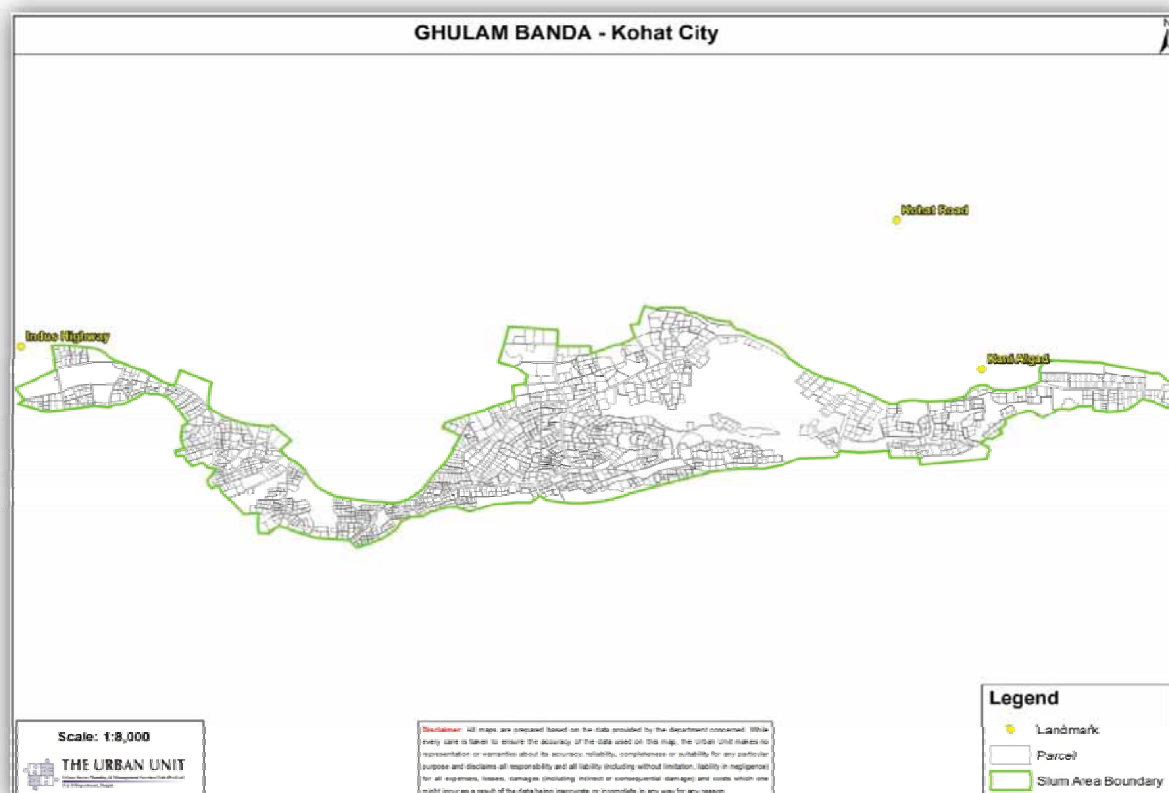 GHULAM BANDA - Kohat City
N
Kohat Road
Indus Highway
Kani Algad
Scale: 1:8,000
THE URBAN UNIT
Disclaimer: All maps are prepared based on the data provided by the department concerned. While
every care is taken to ensure the accuracy of the data used on this map, the Urban Unit makes no
representation or warranties about its accuracy, reliability, completeness or suitability for any particular
purpose and disclaims all responsibility and all liability (including without limitation, liability in negligence)
for all expenses, losses, damages (including indirect or consequential damage) and costs which one
might incur as a result of the data being inaccurate or incomplete in any way for any reason.
Legend
Landmark
Parcel
Slum Area Boundary